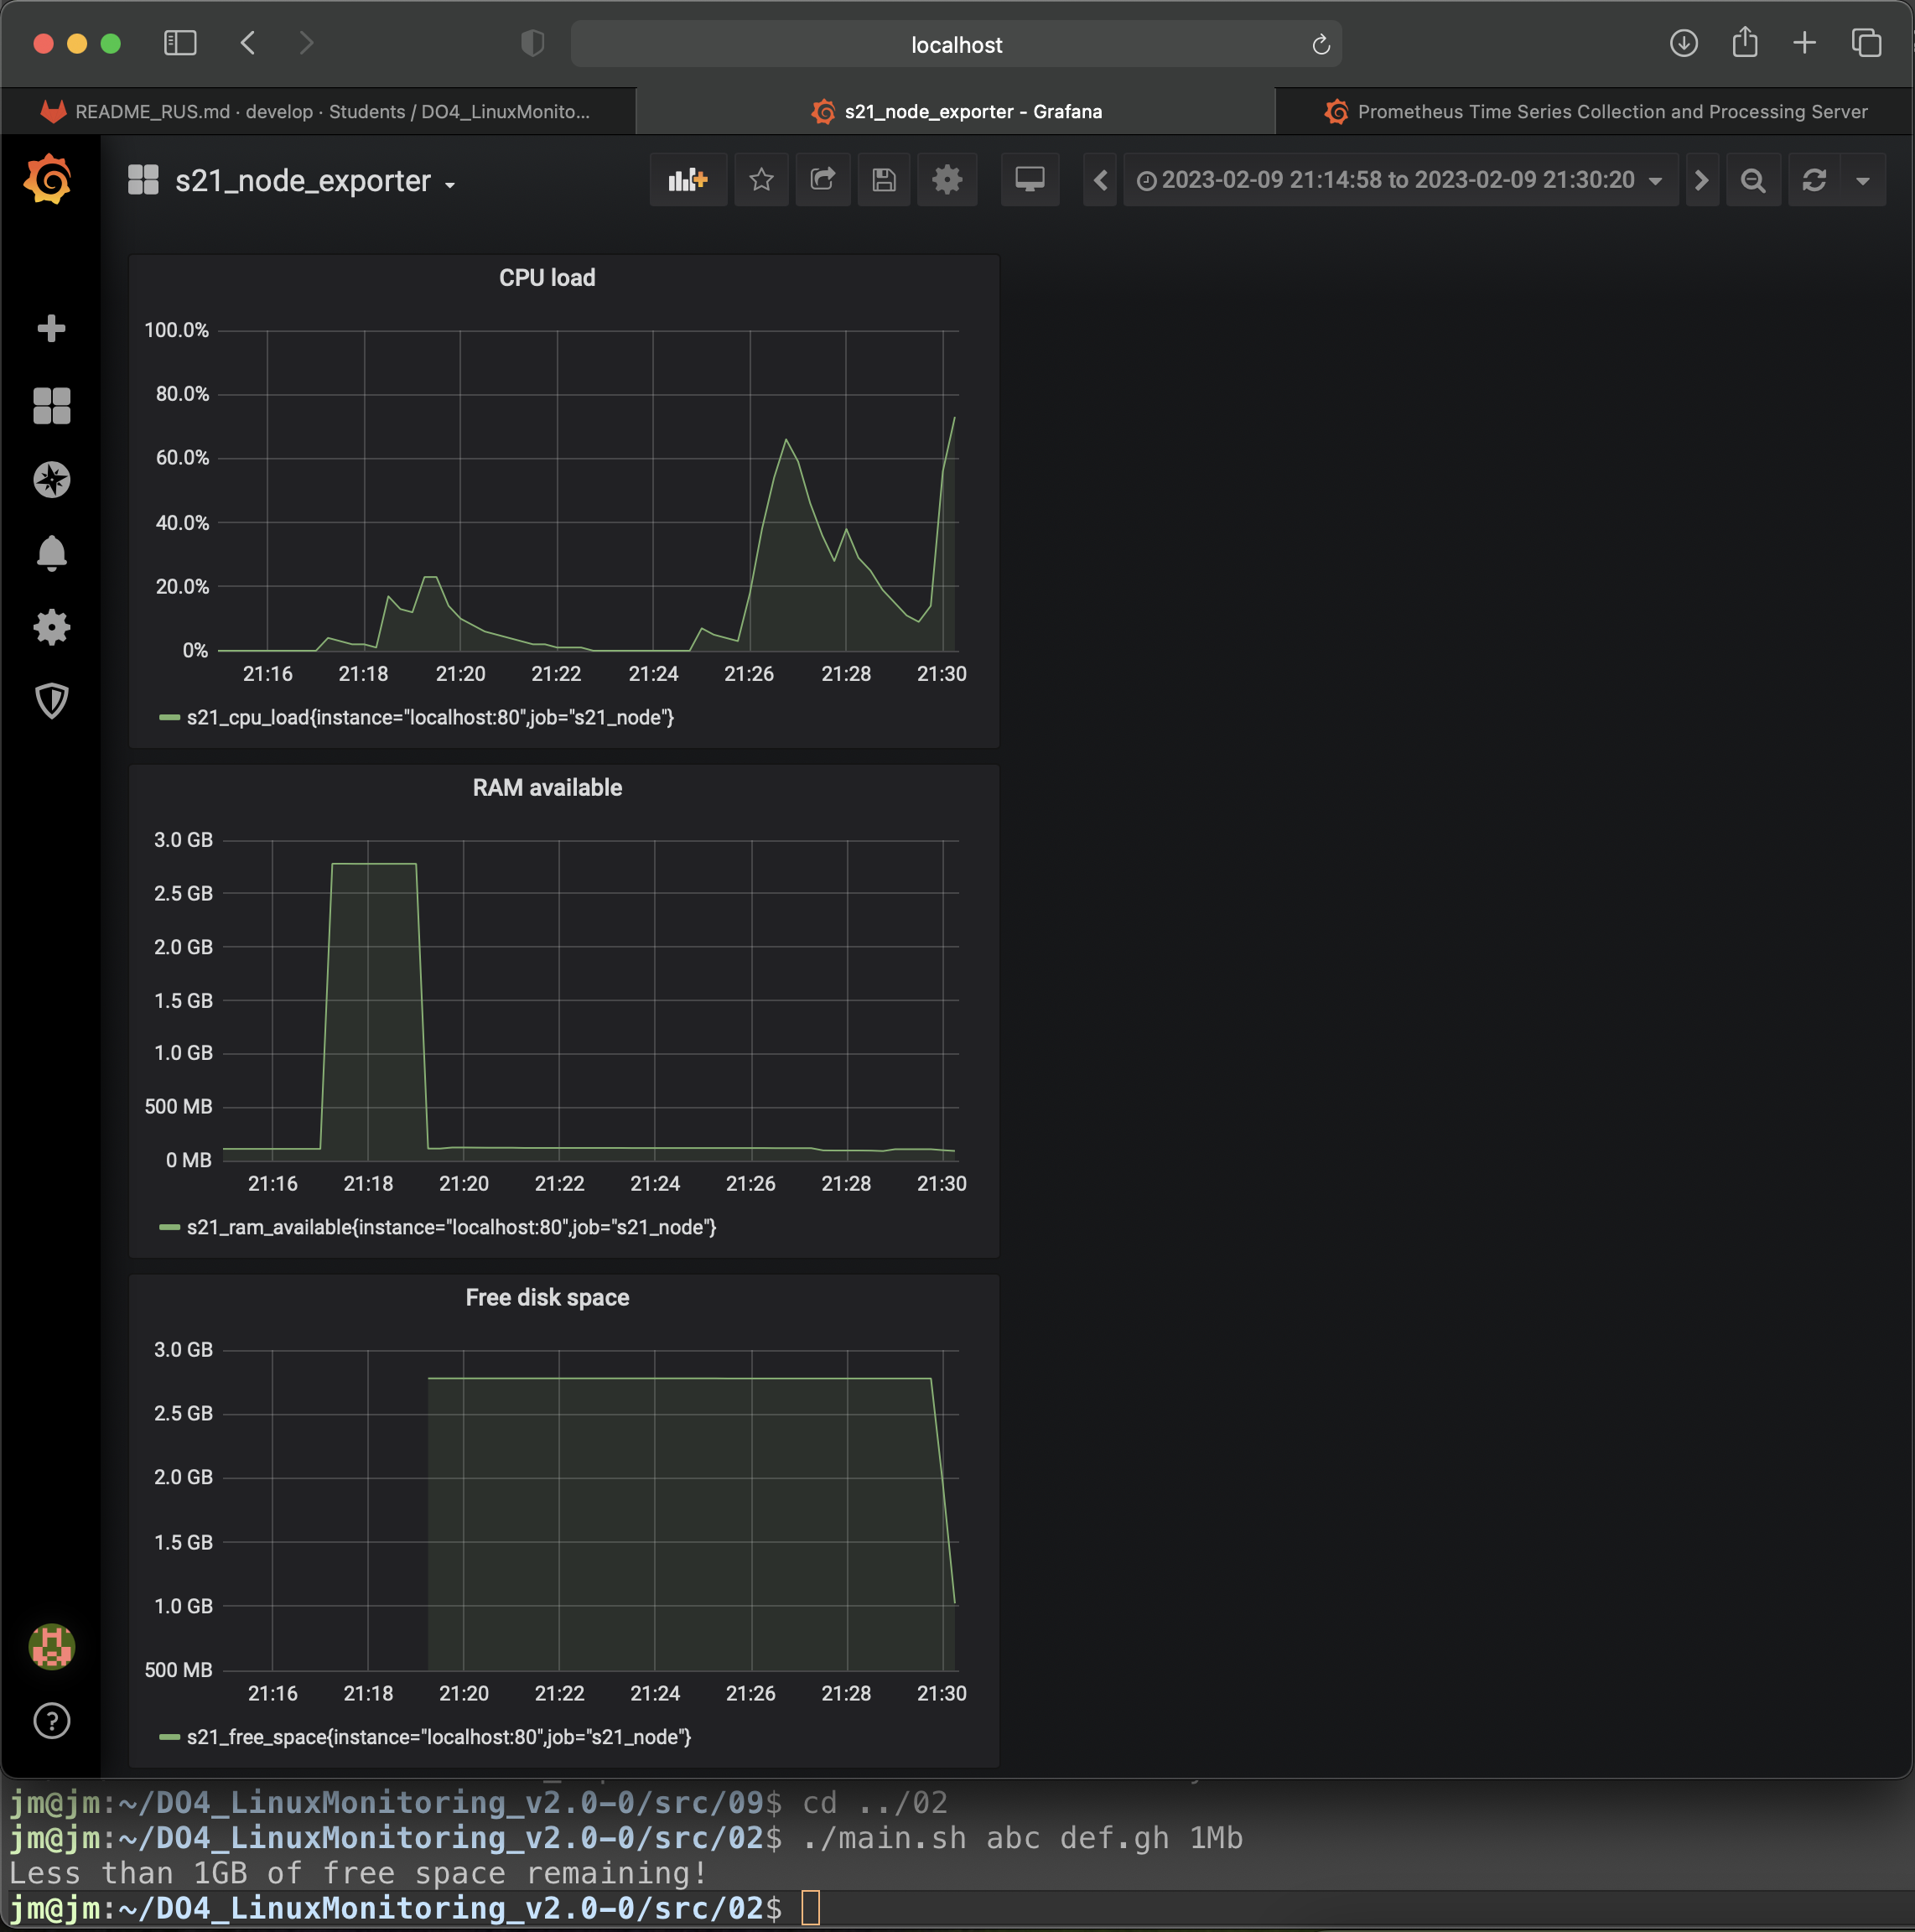 localhost
README_RUS.md · develop · Students / DO4_LinuxMonito...
s21_node_exporter - Grafana
Prometheus Time Series Collection and Processing Server
s21_node_exporter
2023-02-09 21:14:58 to 2023-02-09 21:30:20
CPU load
100.0%
80.0%
60.0%
40.0%
20.0%
0%
21:16 21:18 21:20 21:22 21:24 21:26 21:28 21:30
s21_cpu_load{instance="localhost:80",job="s21_node"}
RAM available
3.0 GB
2.5 GB
2.0 GB
1.5 GB
1.0 GB
500 MB
0 MB
21:16 21:18 21:20 21:22 21:24 21:26 21:28 21:30
s21_ram_available{instance="localhost:80",job="s21_node"}
Free disk space
3.0 GB
2.5 GB
2.0 GB
1.5 GB
1.0 GB
500 MB
21:16 21:18 21:20 21:22 21:24 21:26 21:28 21:30
s21_free_space{instance="localhost:80",job="s21_node"}
jm@jm:~/DO4_LinuxMonitoring_v2.0-0/src/09$ cd ../02
jm@jm:~/DO4_LinuxMonitoring_v2.0-0/src/02$ ./main.sh abc def.gh 1Mb
Less than 1GB of free space remaining!
jm@jm:~/DO4_LinuxMonitoring_v2.0-0/src/02$